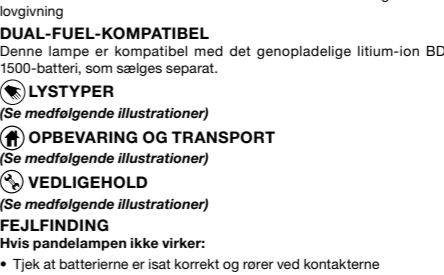 lovgivning
DUAL-FUEL-KOMPATIBEL
Denne lampe er kompatibel med det genopladelige litium-ion BD
1500-batteri, som sælges separat.
LYSTYPER
(Se medfølgende illustrationer)
OPBEVARING OG TRANSPORT
(Se medfølgende illustrationer)
VEDLIGEHOLD
(Se medfølgende illustrationer)
FEJLFINDING
Hvis pandelampen ikke virker:
• Tjek at batterierne er isat korrekt og rører ved kontakterne